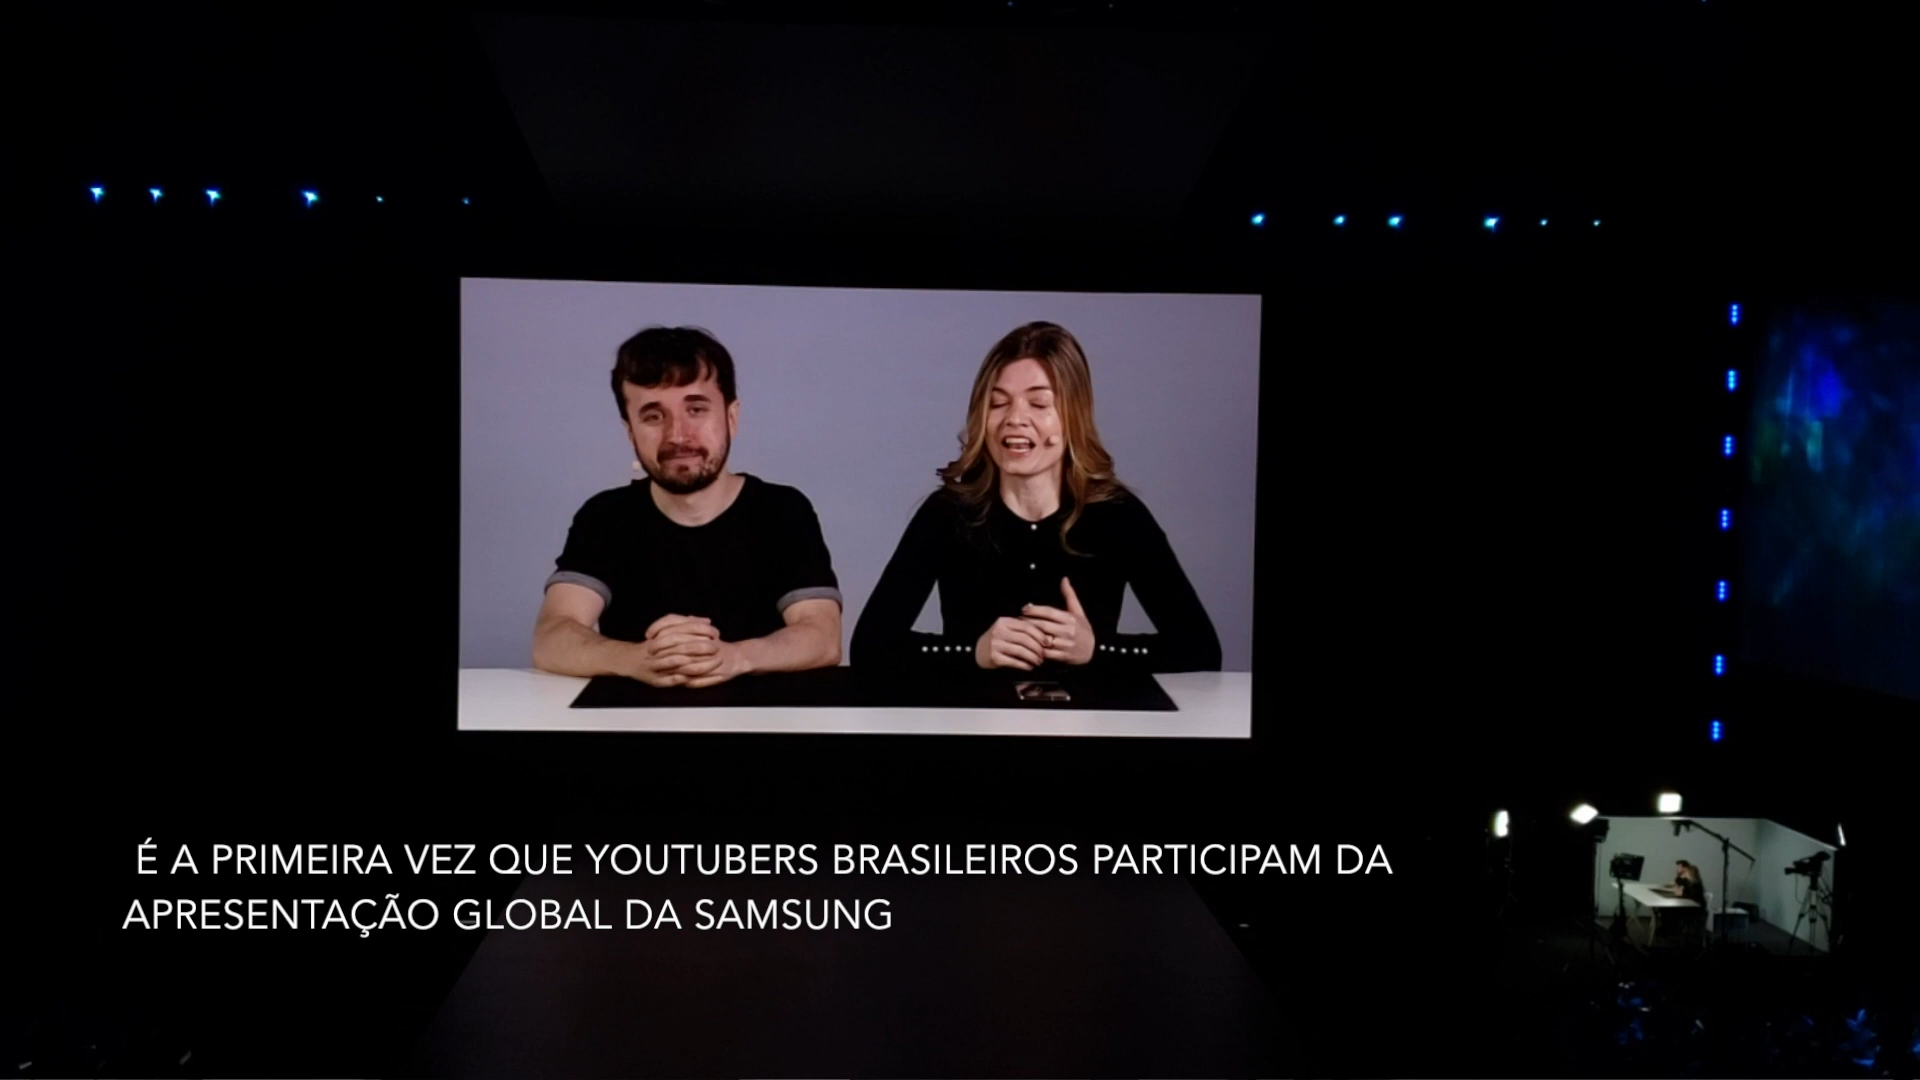 É A PRIMEIRA VEZ QUE YOUTUBERS BRASILEIROS PARTICIPAM DA
APRESENTAÇÃO GLOBAL DA SAMSUNG